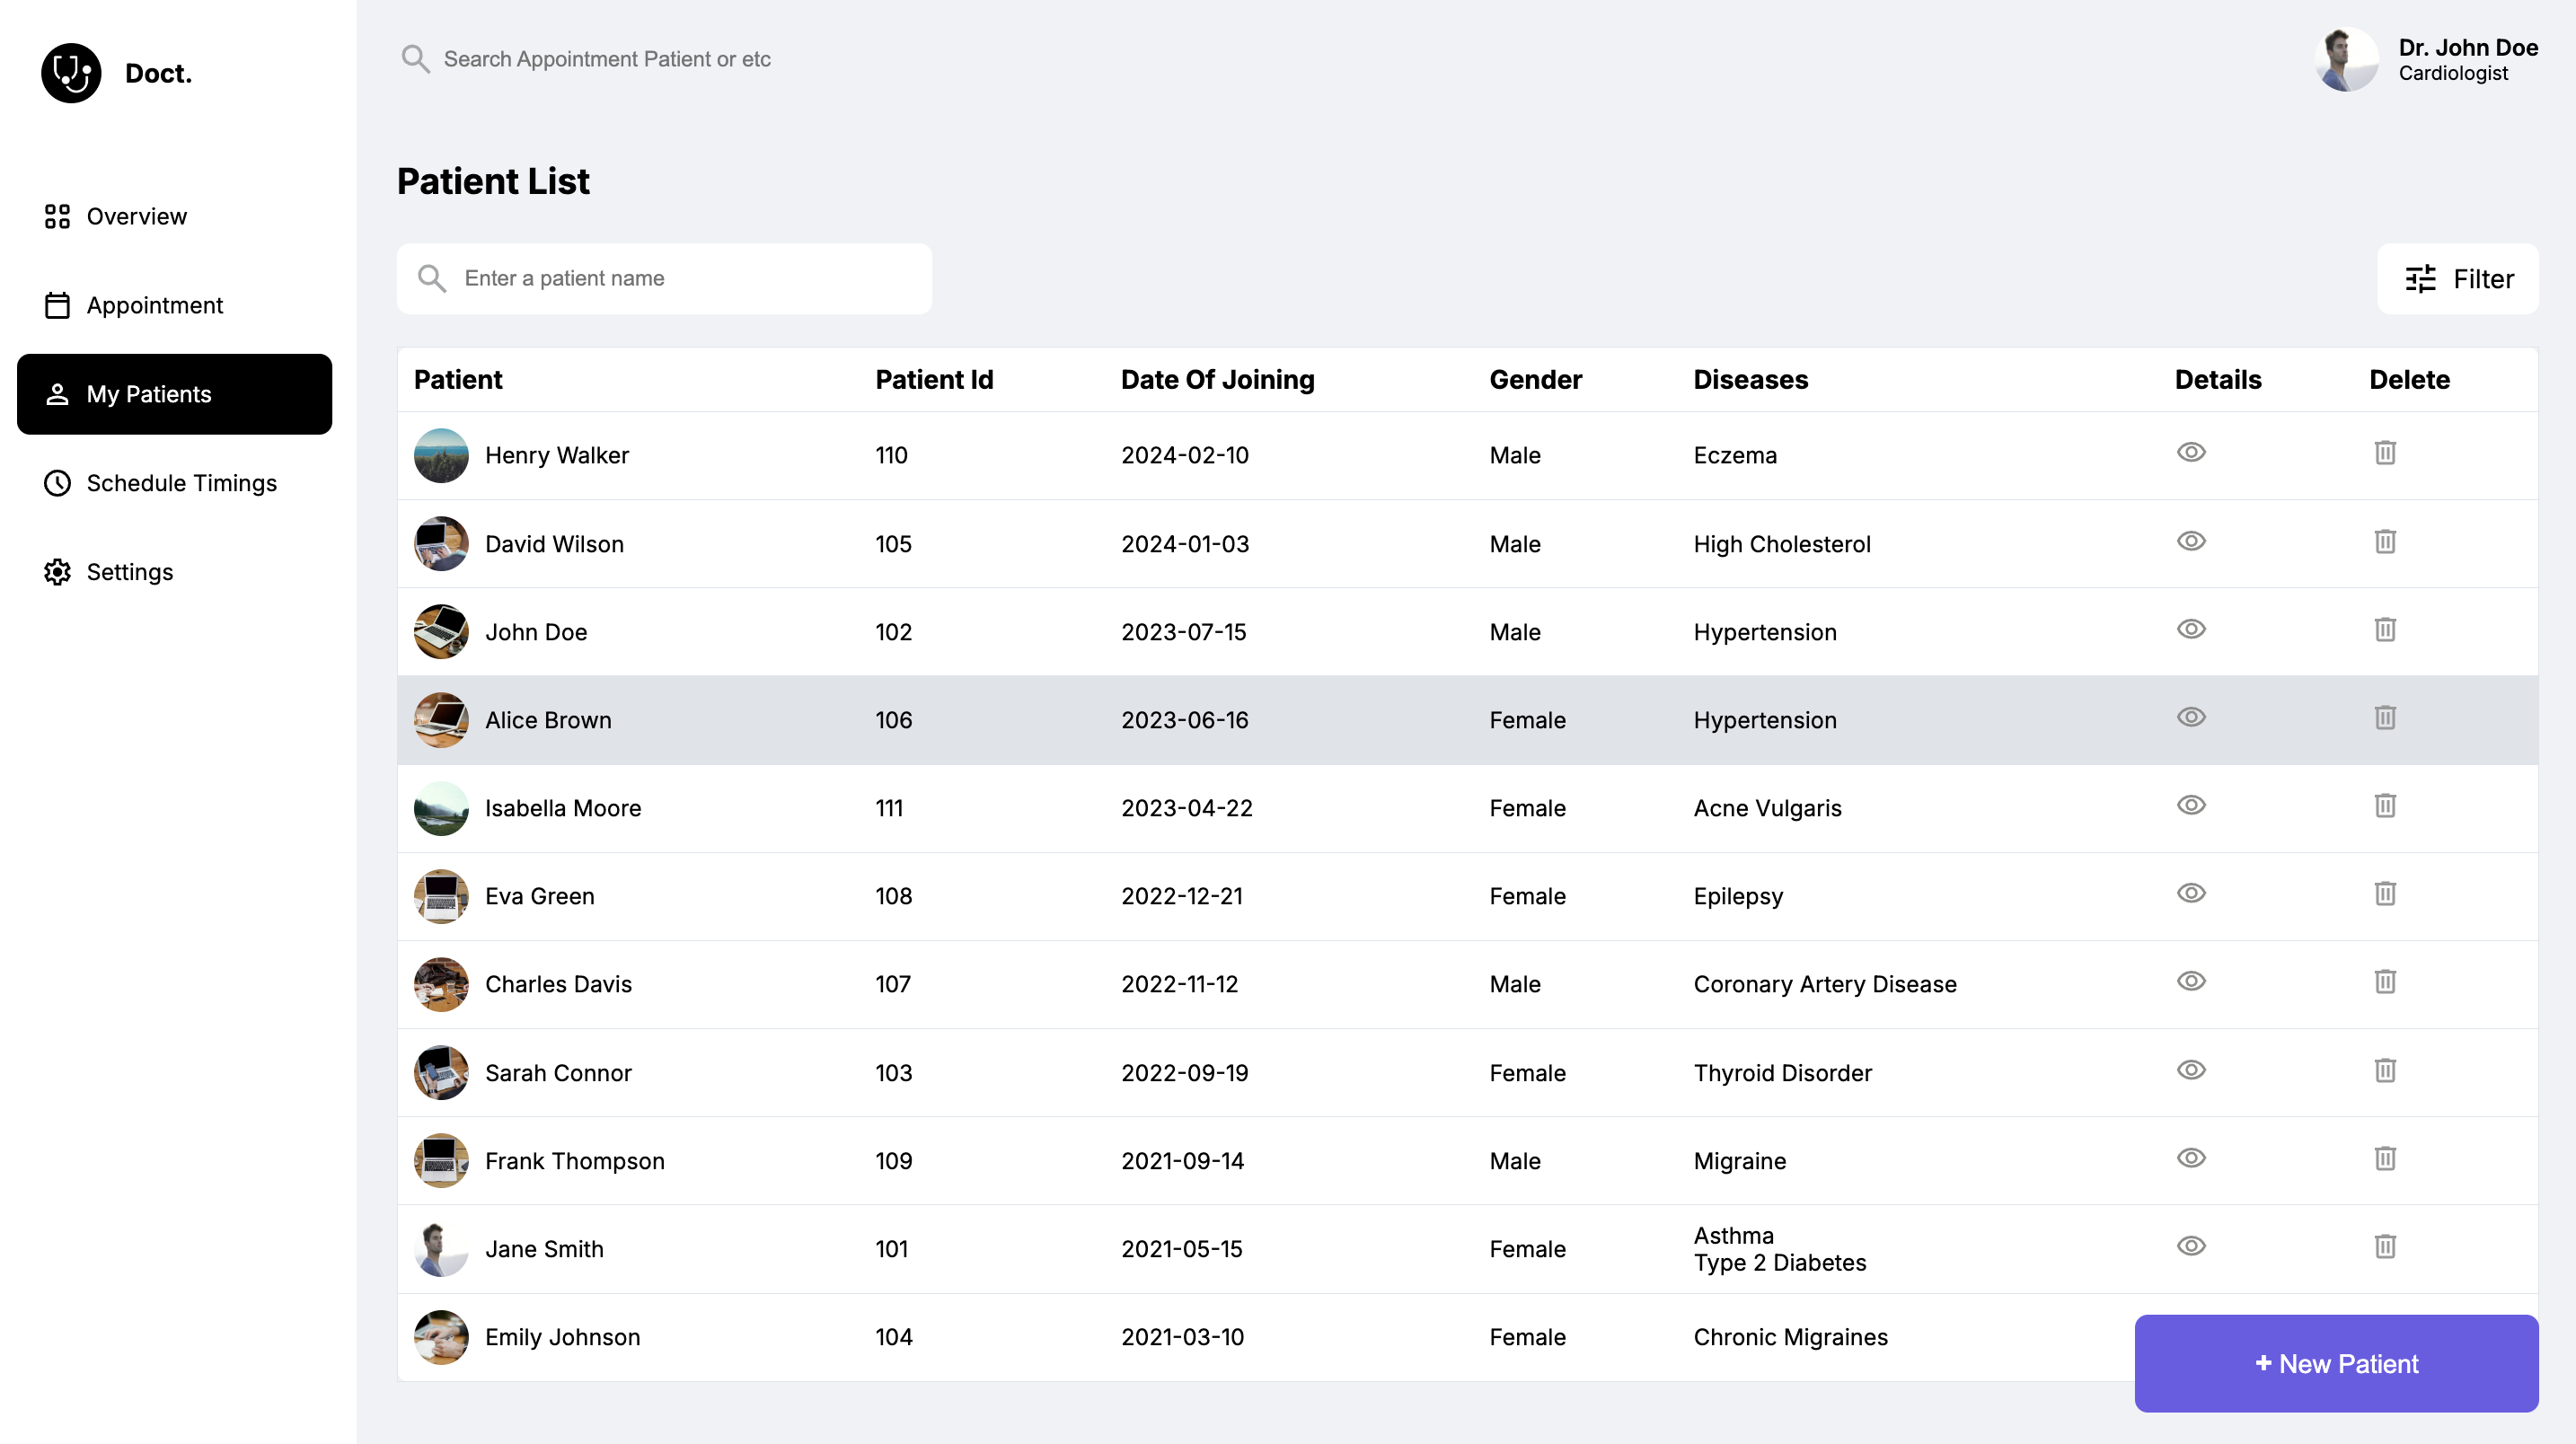 Doct.
Search Appointment Patient or etc
Dr. John Doe
Cardiologist
Overview
Appointment
My Patients
Schedule Timings
Settings
Patient List
Enter a patient name
Filter
Patient Patient Id Date Of Joining Gender Diseases Details Delete
Henry Walker 110 2024-02-10 Male Eczema
David Wilson 105 2024-01-03 Male High Cholesterol
John Doe 102 2023-07-15 Male Hypertension
Alice Brown 106 2023-06-16 Female Hypertension
Isabella Moore 111 2023-04-22 Female Acne Vulgaris
Eva Green 108 2022-12-21 Female Epilepsy
Charles Davis 107 2022-11-12 Male Coronary Artery Disease
Sarah Connor 103 2022-09-19 Female Thyroid Disorder
Frank Thompson 109 2021-09-14 Male Migraine
Jane Smith 101 2021-05-15 Female Asthma
Type 2 Diabetes
Emily Johnson 104 2021-03-10 Female Chronic Migraines
+ New Patient